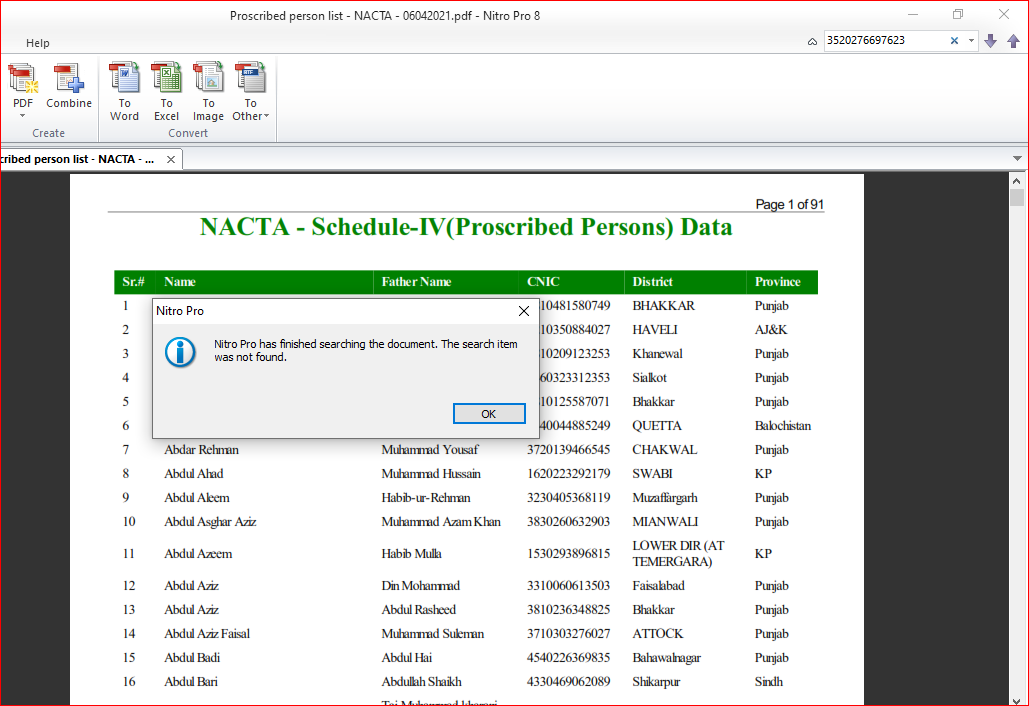 Proscribed person list - NACTA - 06042021.pdf - Nitro Pro 8
Help
3520276697623
PDF
Combine
To Word
To Excel
To Image
To Other
Create
Convert
cribed person list - NACTA - ...
Page 1 of 91
NACTA - Schedule-IV(Proscribed Persons) Data
Sr.# Name Father Name CNIC District Province
1 10481580749 BHAKKAR Punjab
2 10350884027 HAVELI AJ&K
3 10209123253 Khanewal Punjab
4 60323312353 Sialkot Punjab
5 10125587071 Bhakkar Punjab
6 40044885249 QUETTA Balochistan
Nitro Pro
Nitro Pro has finished searching the document. The search item
was not found.
OK
7 Abdar Rehman Muhammad Yousaf 3720139466545 CHAKWAL Punjab
8 Abdul Ahad Muhammad Hussain 1620223292179 SWABI KP
9 Abdul Aleem Habib-ur-Rehman 3230405368119 Muzaffargarh Punjab
10 Abdul Asghar Aziz Muhammad Azam Khan 3830260632903 MIANWALI Punjab
11 Abdul Azeem Habib Mulla 1530293896815 LOWER DIR (AT
TEMERGARA) KP
12 Abdul Aziz Din Mohammad 3310060613503 Faisalabad Punjab
13 Abdul Aziz Abdul Rasheed 3810236348825 Bhakkar Punjab
14 Abdul Aziz Faisal Muhammad Suleman 3710303276027 ATTOCK Punjab
15 Abdul Badi Abdul Hai 4540226369835 Bahawalnagar Punjab
16 Abdul Bari Abdullah Shaikh 4330469062089 Shikarpur Sindh